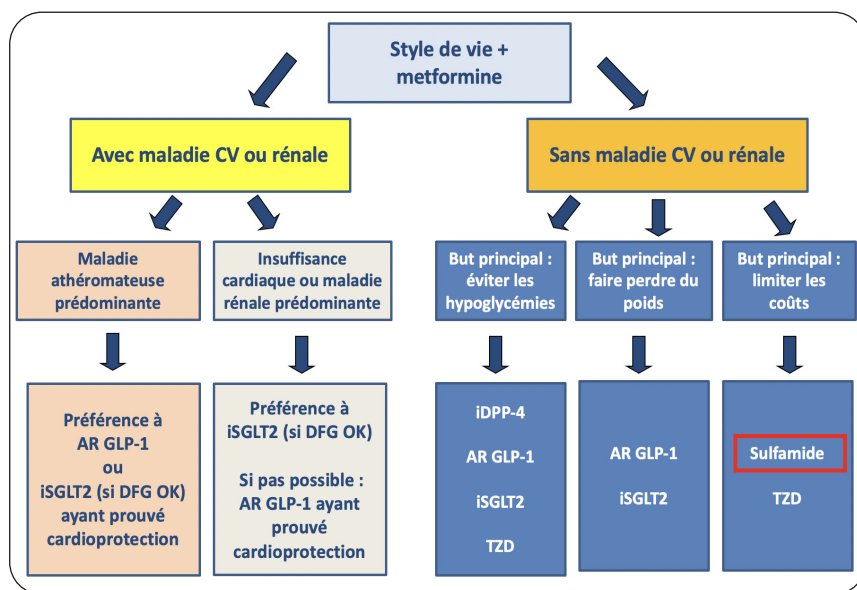 Style de vie +
metformine
Avec maladie CV ou rénale
Sans maladie CV ou rénale
Maladie
athéromateuse
prédominante
Insuffisance
cardiaque ou maladie
rénale prédominante
But principal :
éviter les
hypoglycémies
But principal :
faire perdre du
poids
But principal :
limiter les
coûts
Préférence à
AR GLP-1
ou
iSGLT2 (si DFG OK)
ayant prouvé
cardioprotection
Préférence à
iSGLT2 (si DFG OK)
Si pas possible :
AR GLP-1 ayant
prouvé
cardioprotection
iDPP-4
AR GLP-1
iSGLT2
TZD
AR GLP-1
iSGLT2
Sulfamide
TZD